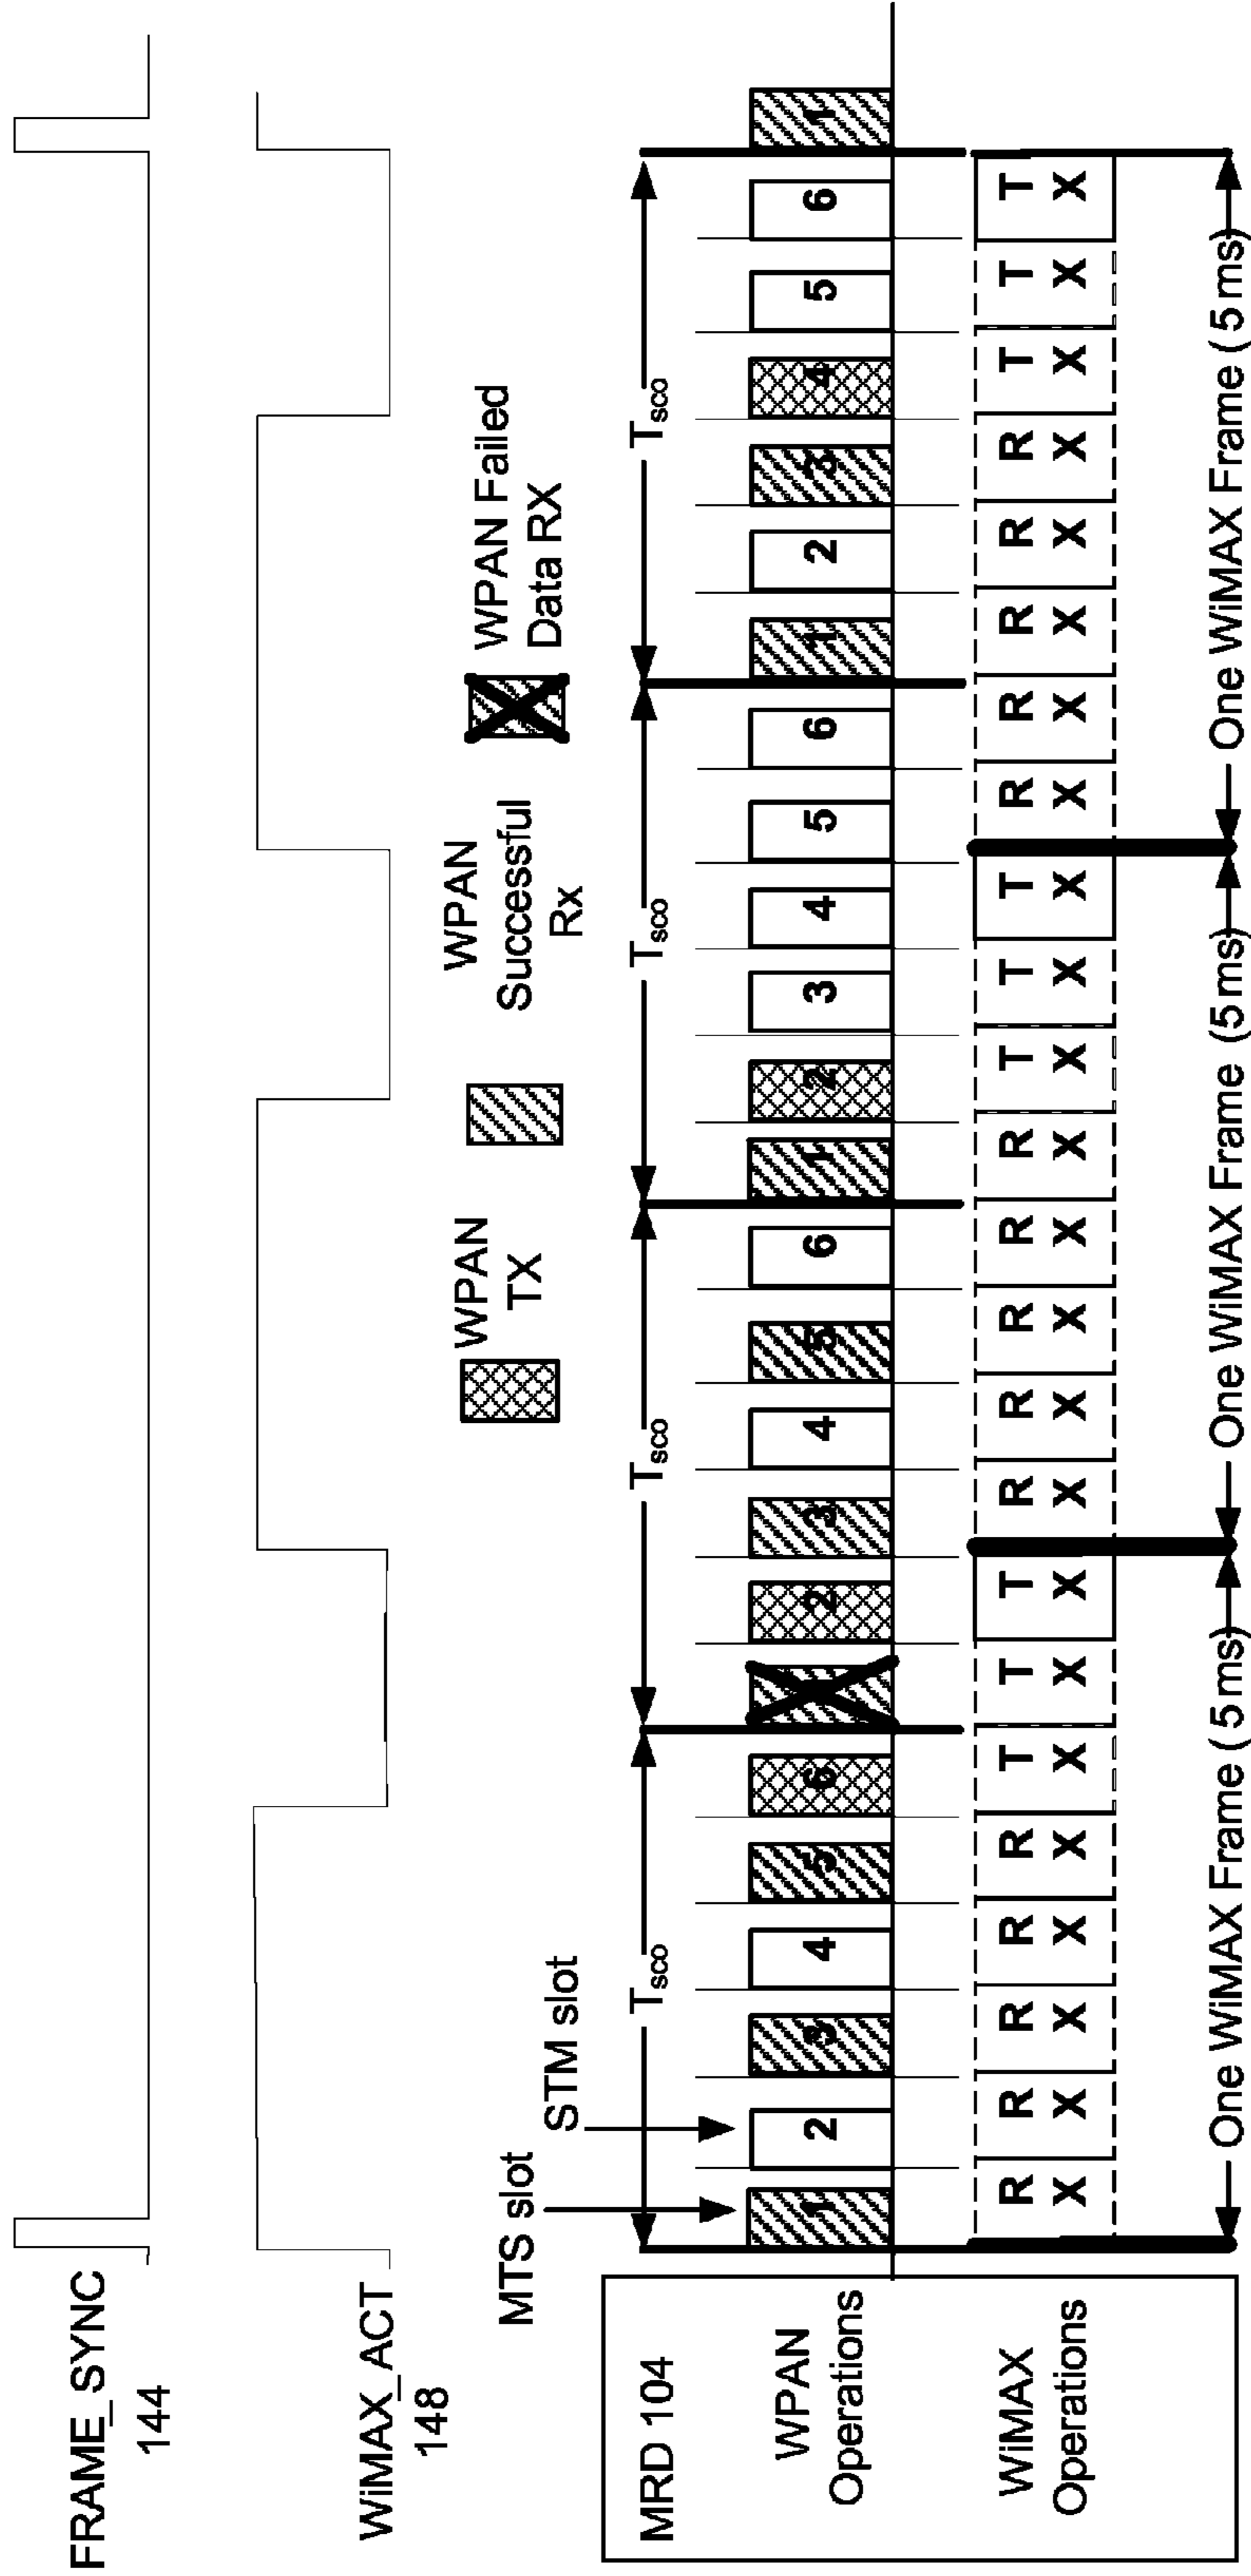 FRAME_SYNC
144
WiMAX_ACT
148
WPAN
TX
WPAN
Successful
Rx
WPAN Failed
Data RX
MTS slot
STM slot
MRD 104
Tsco Tsco Tsco Tsco
WPAN
Operations
1 2 3 4 5 6 2 3 4 5 6 1 2 3 4 5 6 1 2 3 4 5 6 1
WiMAX
Operations
R R R R R T T T R R R R R T T T R R R R R T T T
X X X X X X X X X X X X X X X X X X X X X X X X
One WiMAX Frame ( 5 ms) One WiMAX Frame (5 ms) One WiMAX Frame ( 5 ms)